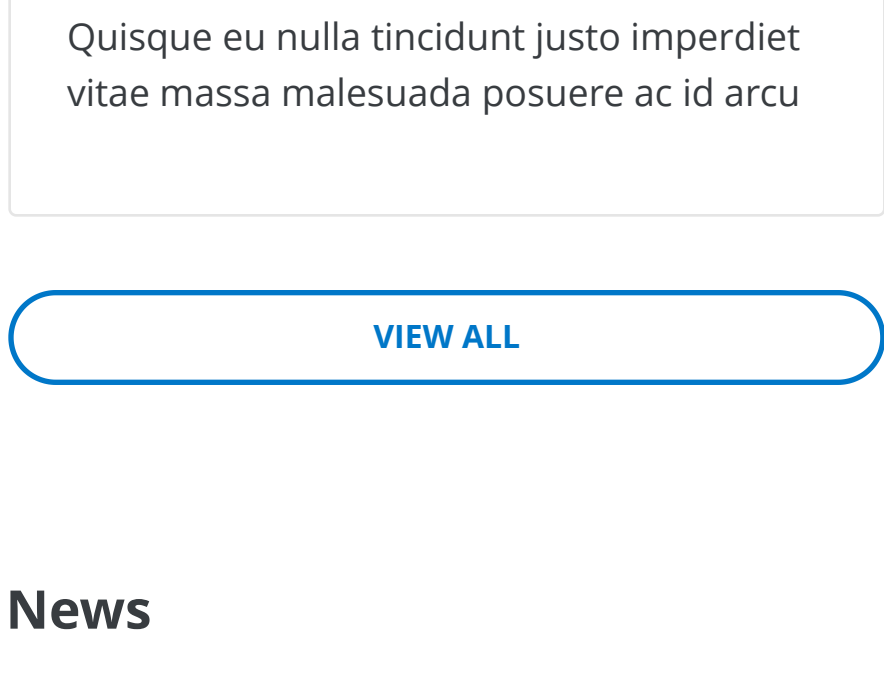 Quisque eu nulla tincidunt justo imperdiet
vitae massa malesuada posuere ac id arcu
VIEW ALL
News